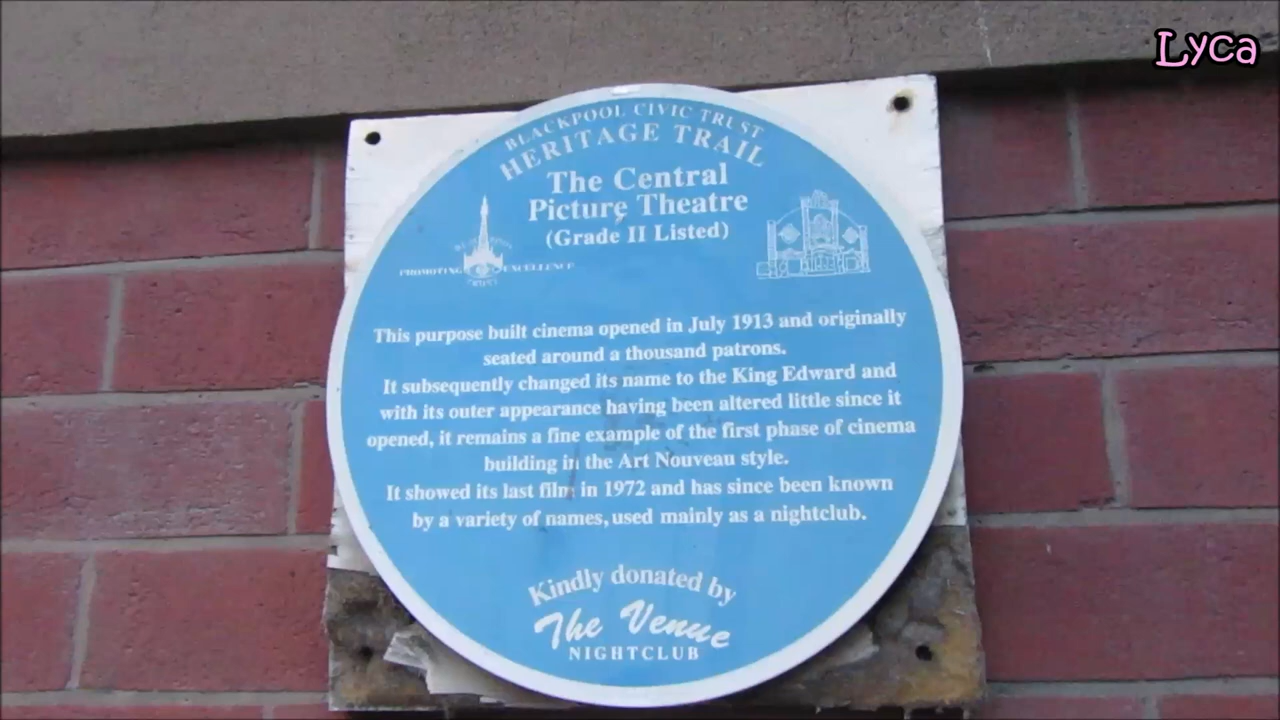 Lyca
BLACKPOOL CIVIC TRUST
HERITAGE TRAIL
The Central
Picture Theatre
(Grade II Listed)
PROMOTING EXCELLENCE
This purpose built cinema opened in July 1913 and originally
seated around a thousand patrons.
It subsequently changed its name to the King Edward and
with its outer appearance having been altered little since it
opened, it remains a fine example of the first phase of cinema
building in the Art Nouveau style.
It showed its last film in 1972 and has since been known
by a variety of names, used mainly as a nightclub.
Kindly donated by
The Venue
NIGHTCLUB